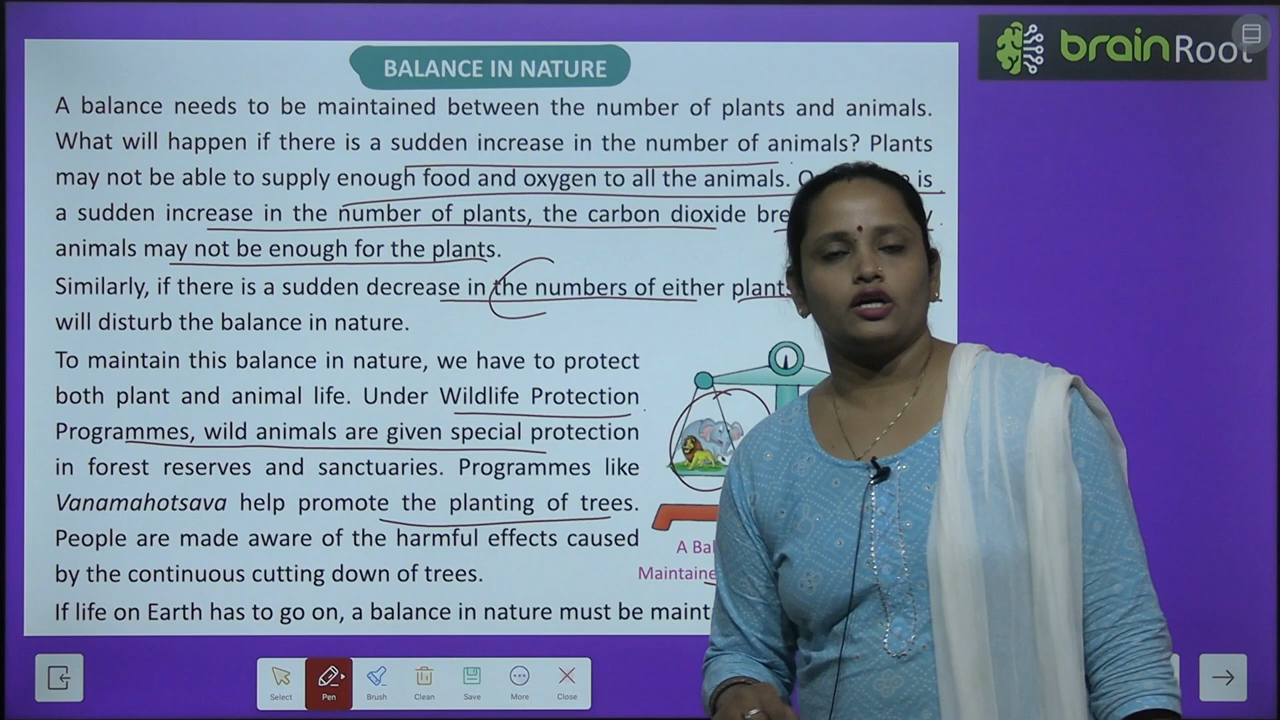 brainRoot
BALANCE IN NATURE
A balance needs to be maintained between the number of plants and animals.
What will happen if there is a sudden increase in the number of animals? Plants
may not be able to supply enough food and oxygen to all the animals. is
a sudden increase in the number of plants, the carbon dioxide
animals may not be enough for the plants.
Similarly, if there is a sudden decrease in the numbers of either plants
will disturb the balance in nature.
To maintain this balance in nature, we have to protect
both plant and animal life. Under Wildlife Protection
Programmes, wild animals are given special protection
in forest reserves and sanctuaries. Programmes like
Vanamahotsava help promote the planting of trees.
People are made aware of the harmful effects caused
by the continuous cutting down of trees.
A
If life on Earth has to go on, a balance in nature must be
Select Pen Brush Clean Save More Close